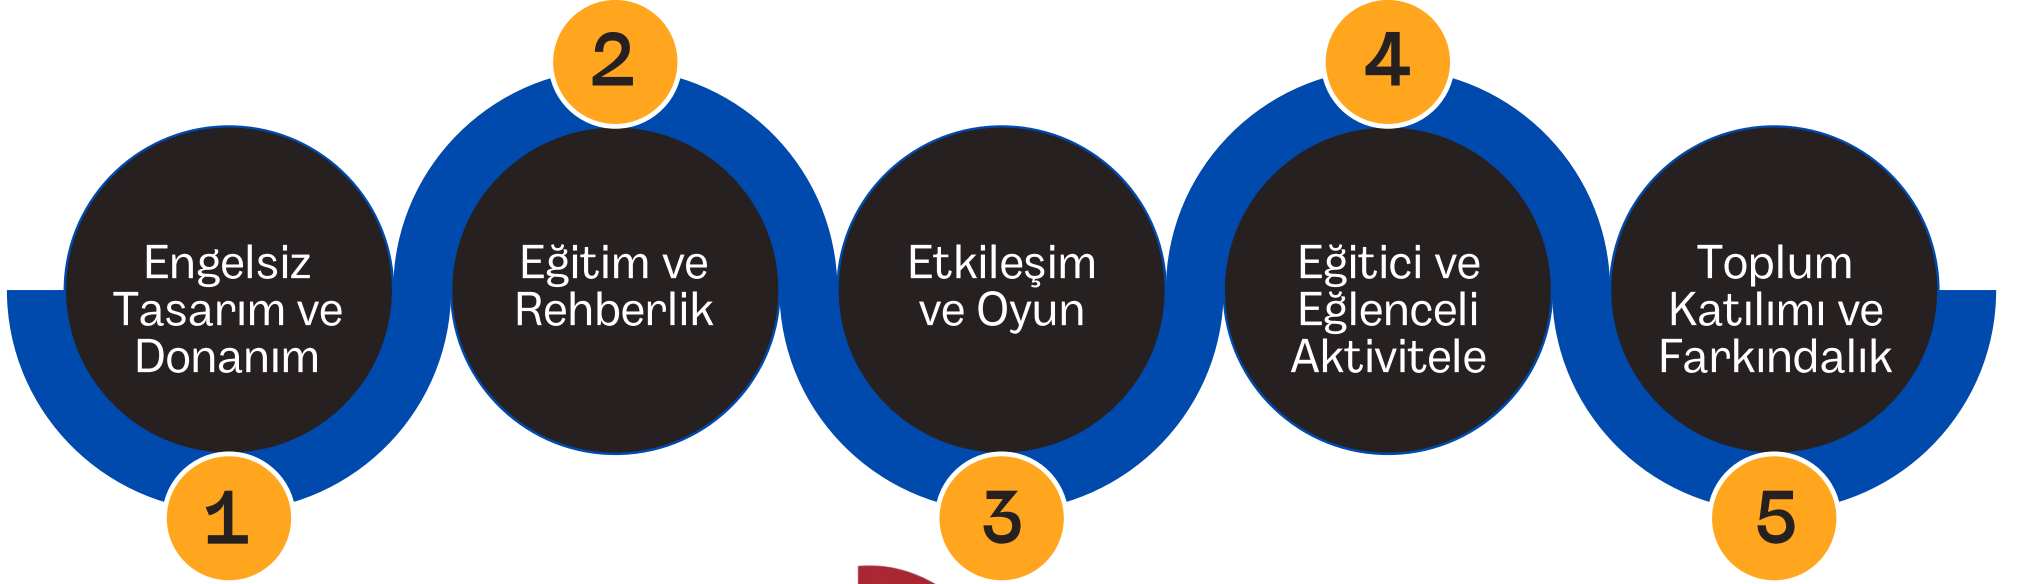 1
Engelsiz
Tasarım ve
Donanım
2
Eğitim ve
Rehberlik
3
Etkileşim
ve Oyun
4
Eğitici ve
Eğlenceli
Aktivitele
5
Toplum
Katılımı ve
Farkındalık